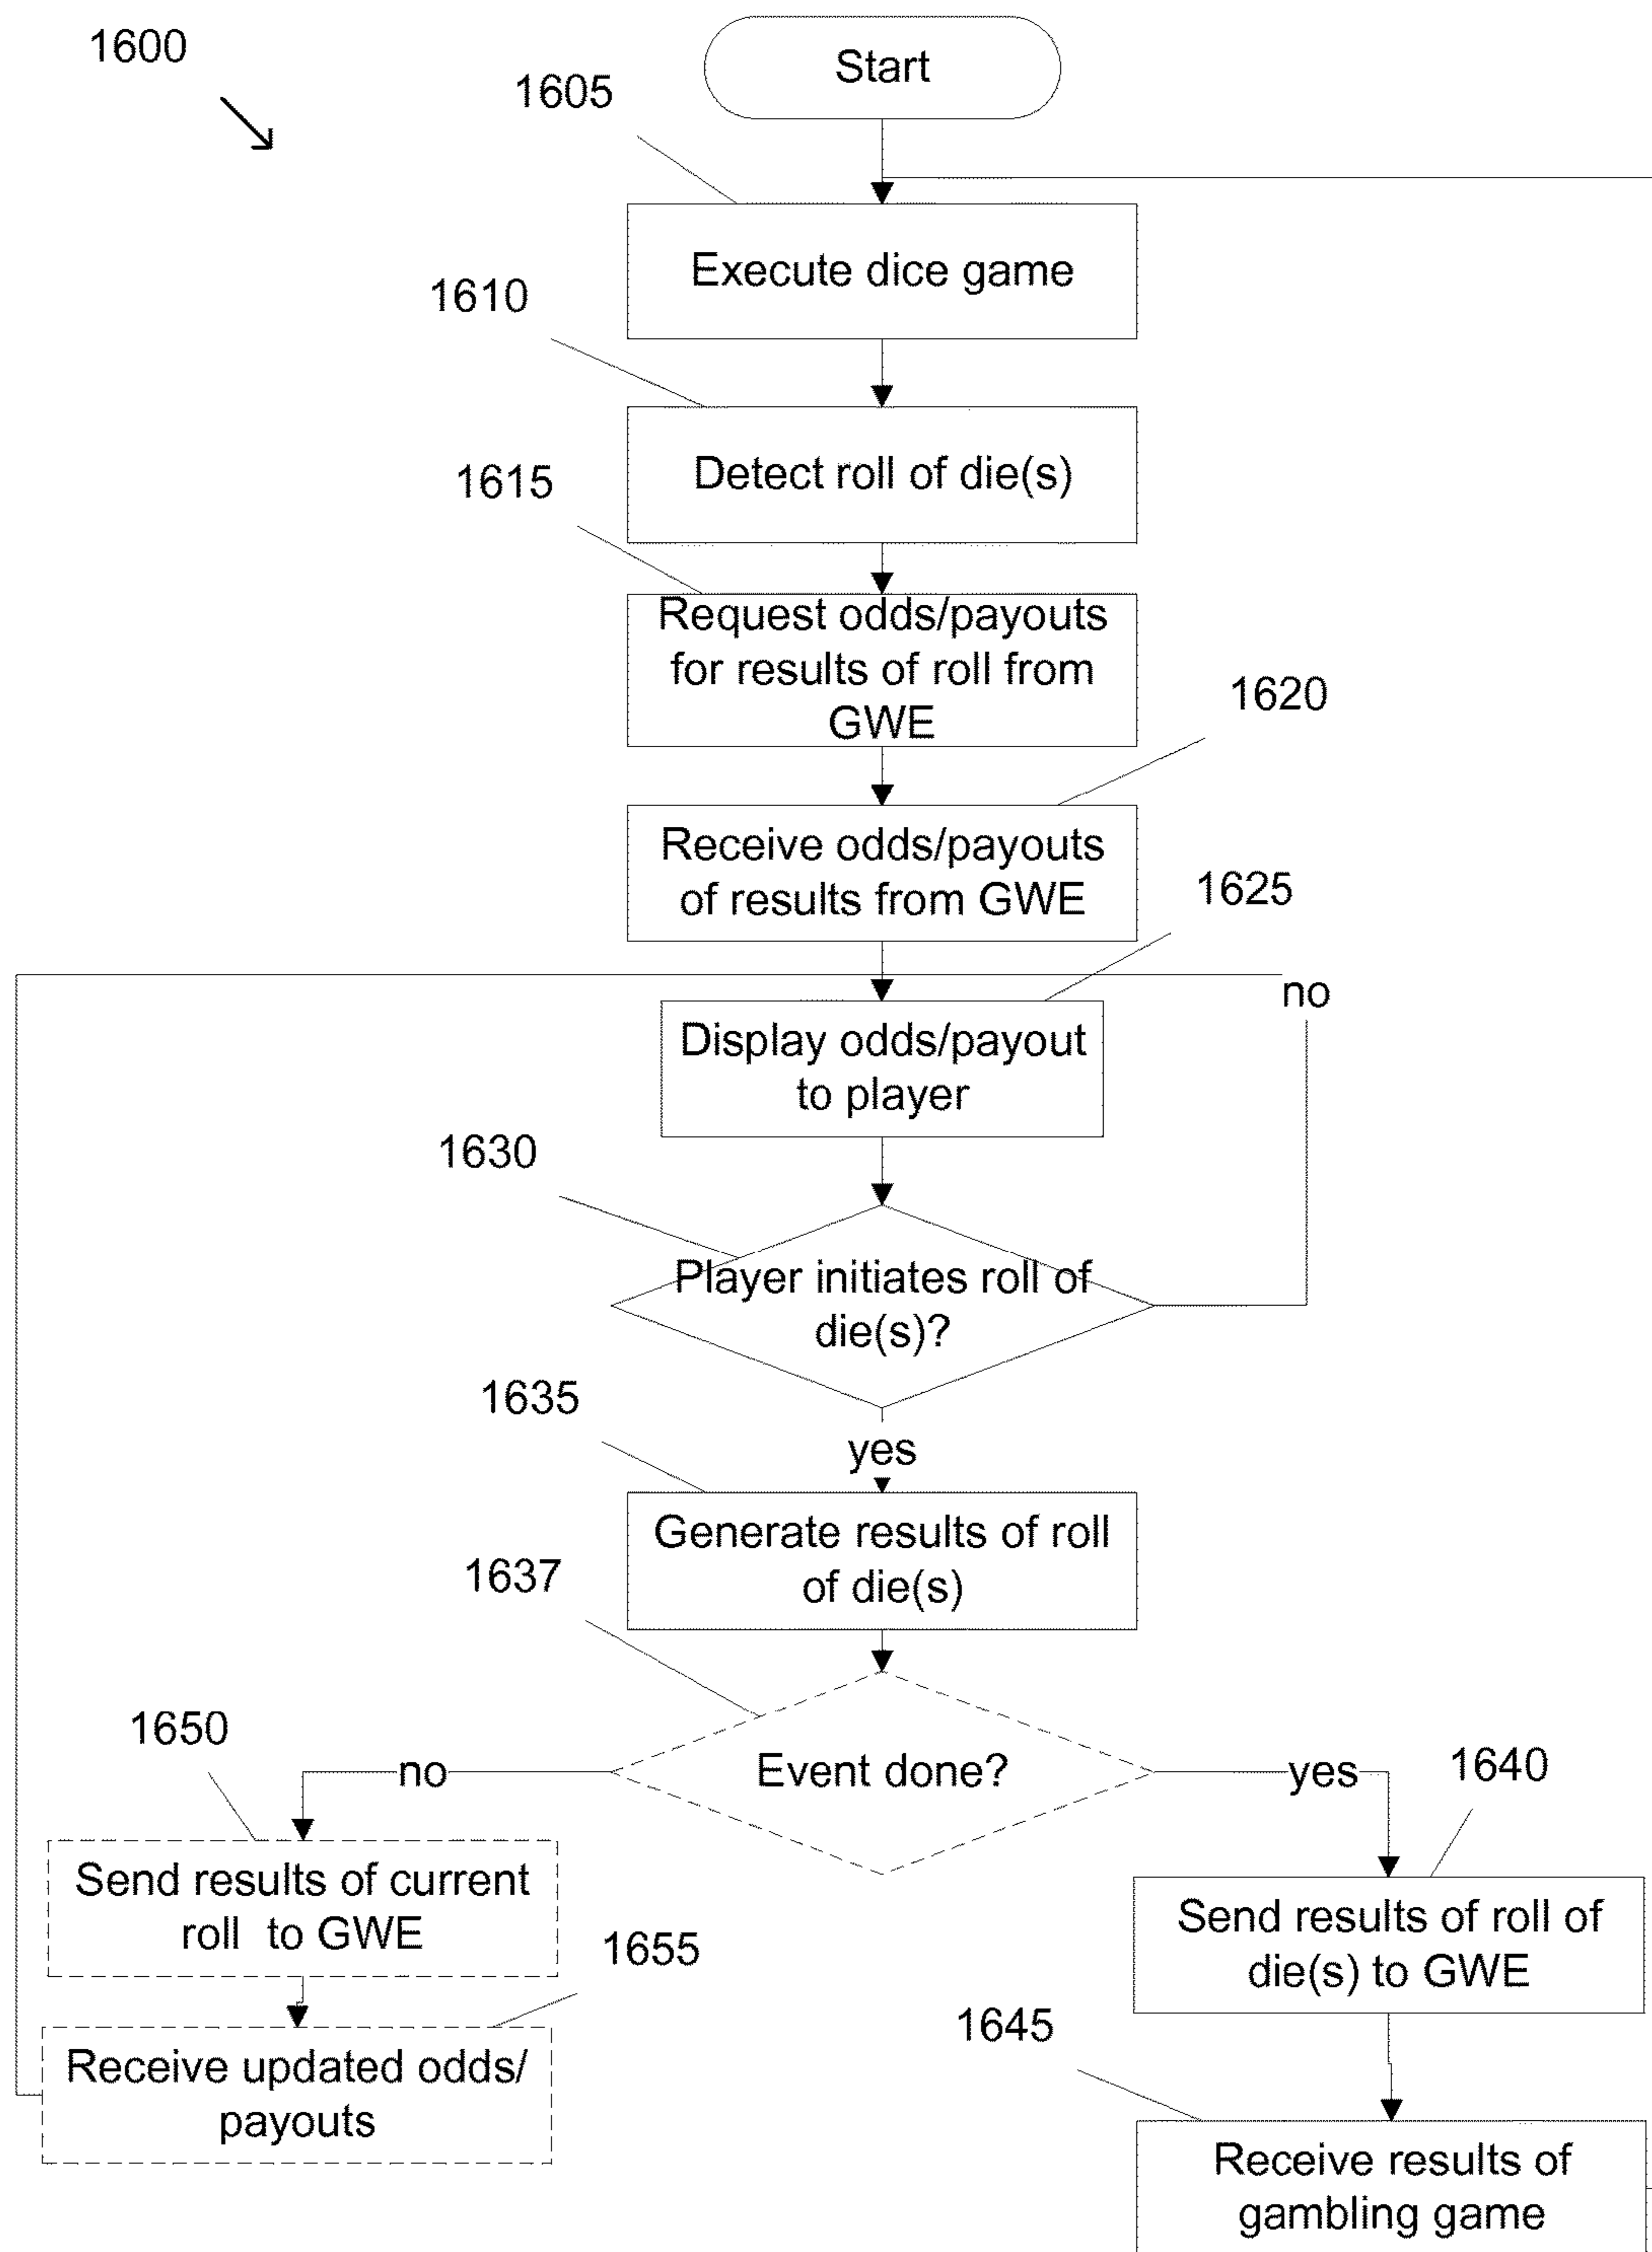 1600
Start
1605
Execute dice game
1610
Detect roll of die(s)
1615
Request odds/payouts
for results of roll from
GWE
1620
Receive odds/payouts
of results from GWE
1625
no
Display odds/payout
to player
1630
Player initiates roll of
die(s)?
1635
yes
Generate results of roll
of die(s)
1637
1650
no
Event done?
yes
1640
Send results of current
roll to GWE
Send results of roll of
die(s) to GWE
1655
1645
Receive updated odds/
payouts
Receive results of
gambling game